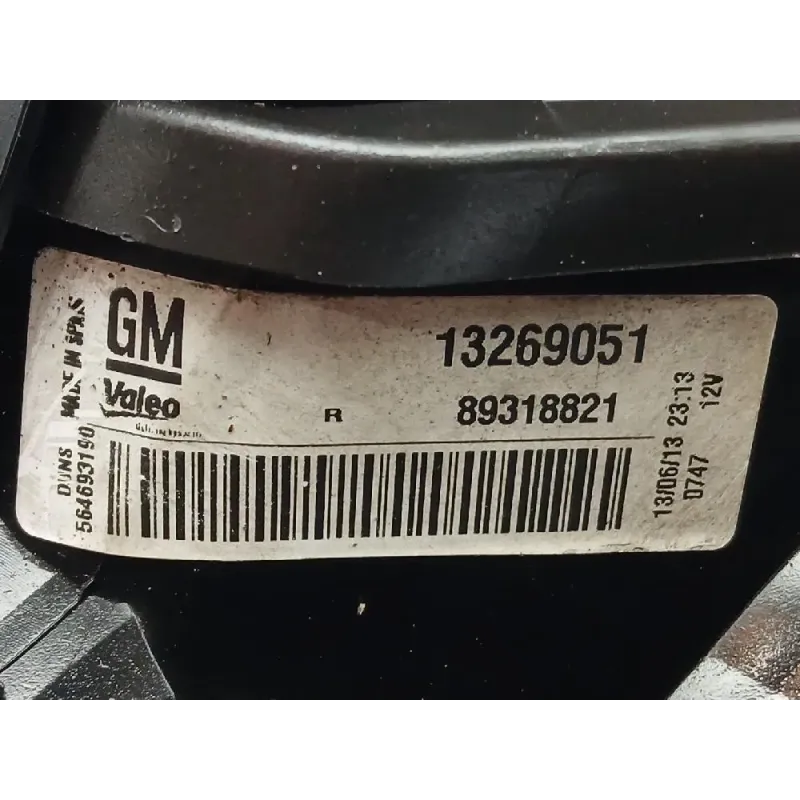 GM
Valeo
13269051
R 89318821
MADE IN SPAIN
DUNS
564693190
13/06/13 23:13
0747
12V